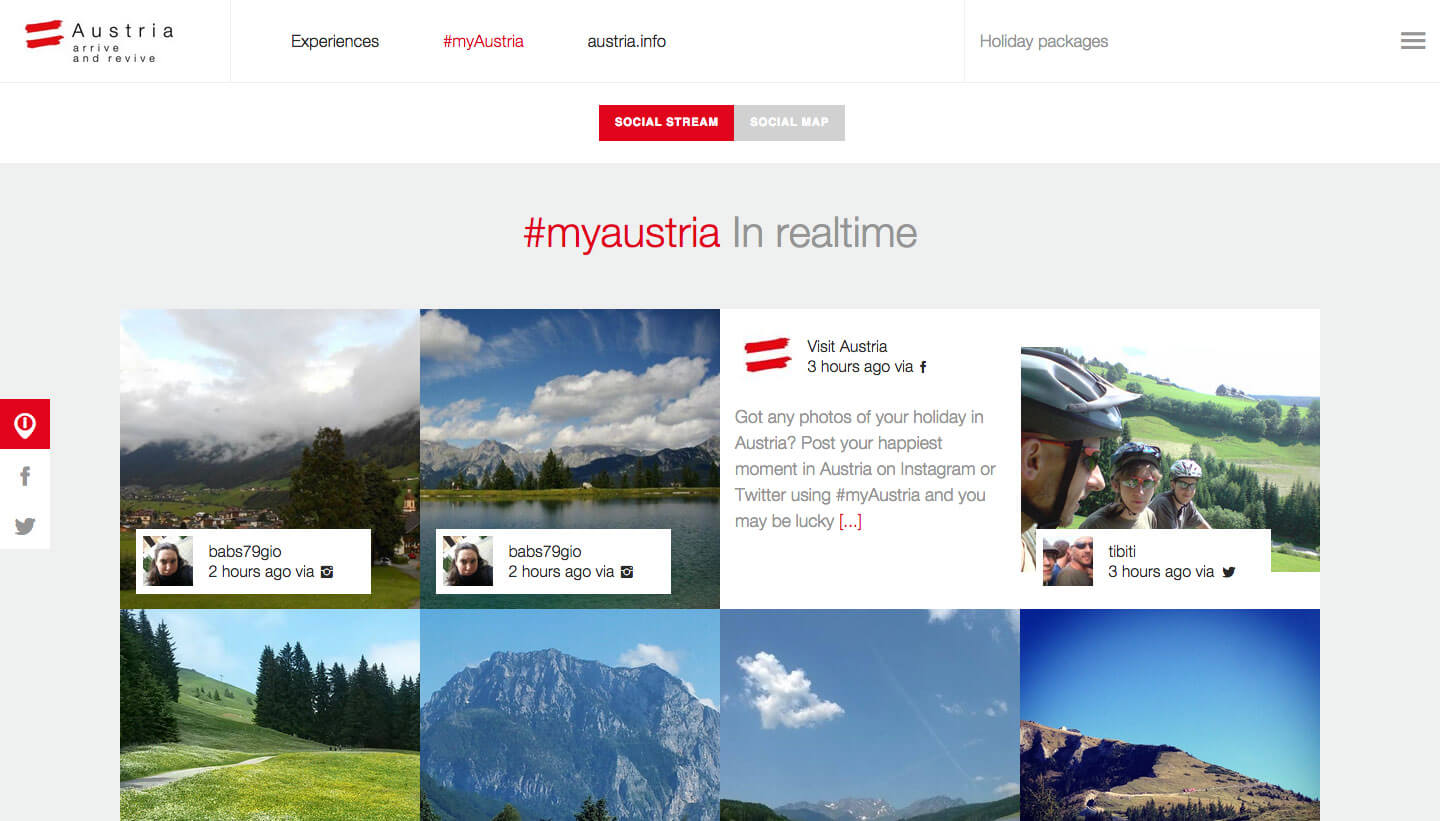 Austria
arrive
and revive
Experiences
#myAustria
austria.info
Holiday packages
SOCIAL STREAM
SOCIAL MAP
#myaustria In realtime
Visit Austria
3 hours ago via
Got any photos of your holiday in
Austria? Post your happiest
moment in Austria on Instagram or
Twitter using #myAustria and you
may be lucky [...]
babs79gio
2 hours ago via
babs79gio
2 hours ago via
tibiti
3 hours ago via